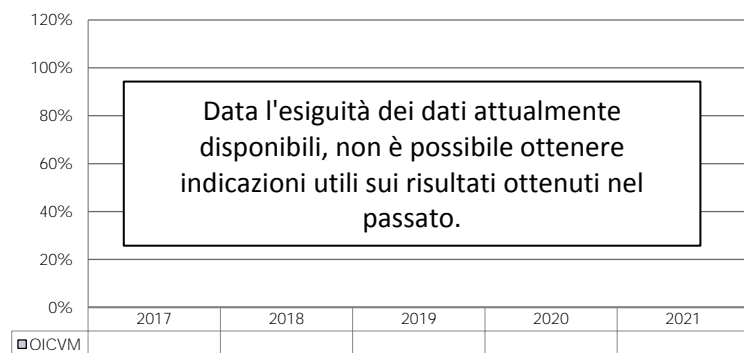 120%
100%
80%
60%
40%
20%
0%
Data l'esiguità dei dati attualmente
disponibili, non è possibile ottenere
indicazioni utili sui risultati ottenuti nel
passato.
2017 2018 2019 2020 2021
OICVM